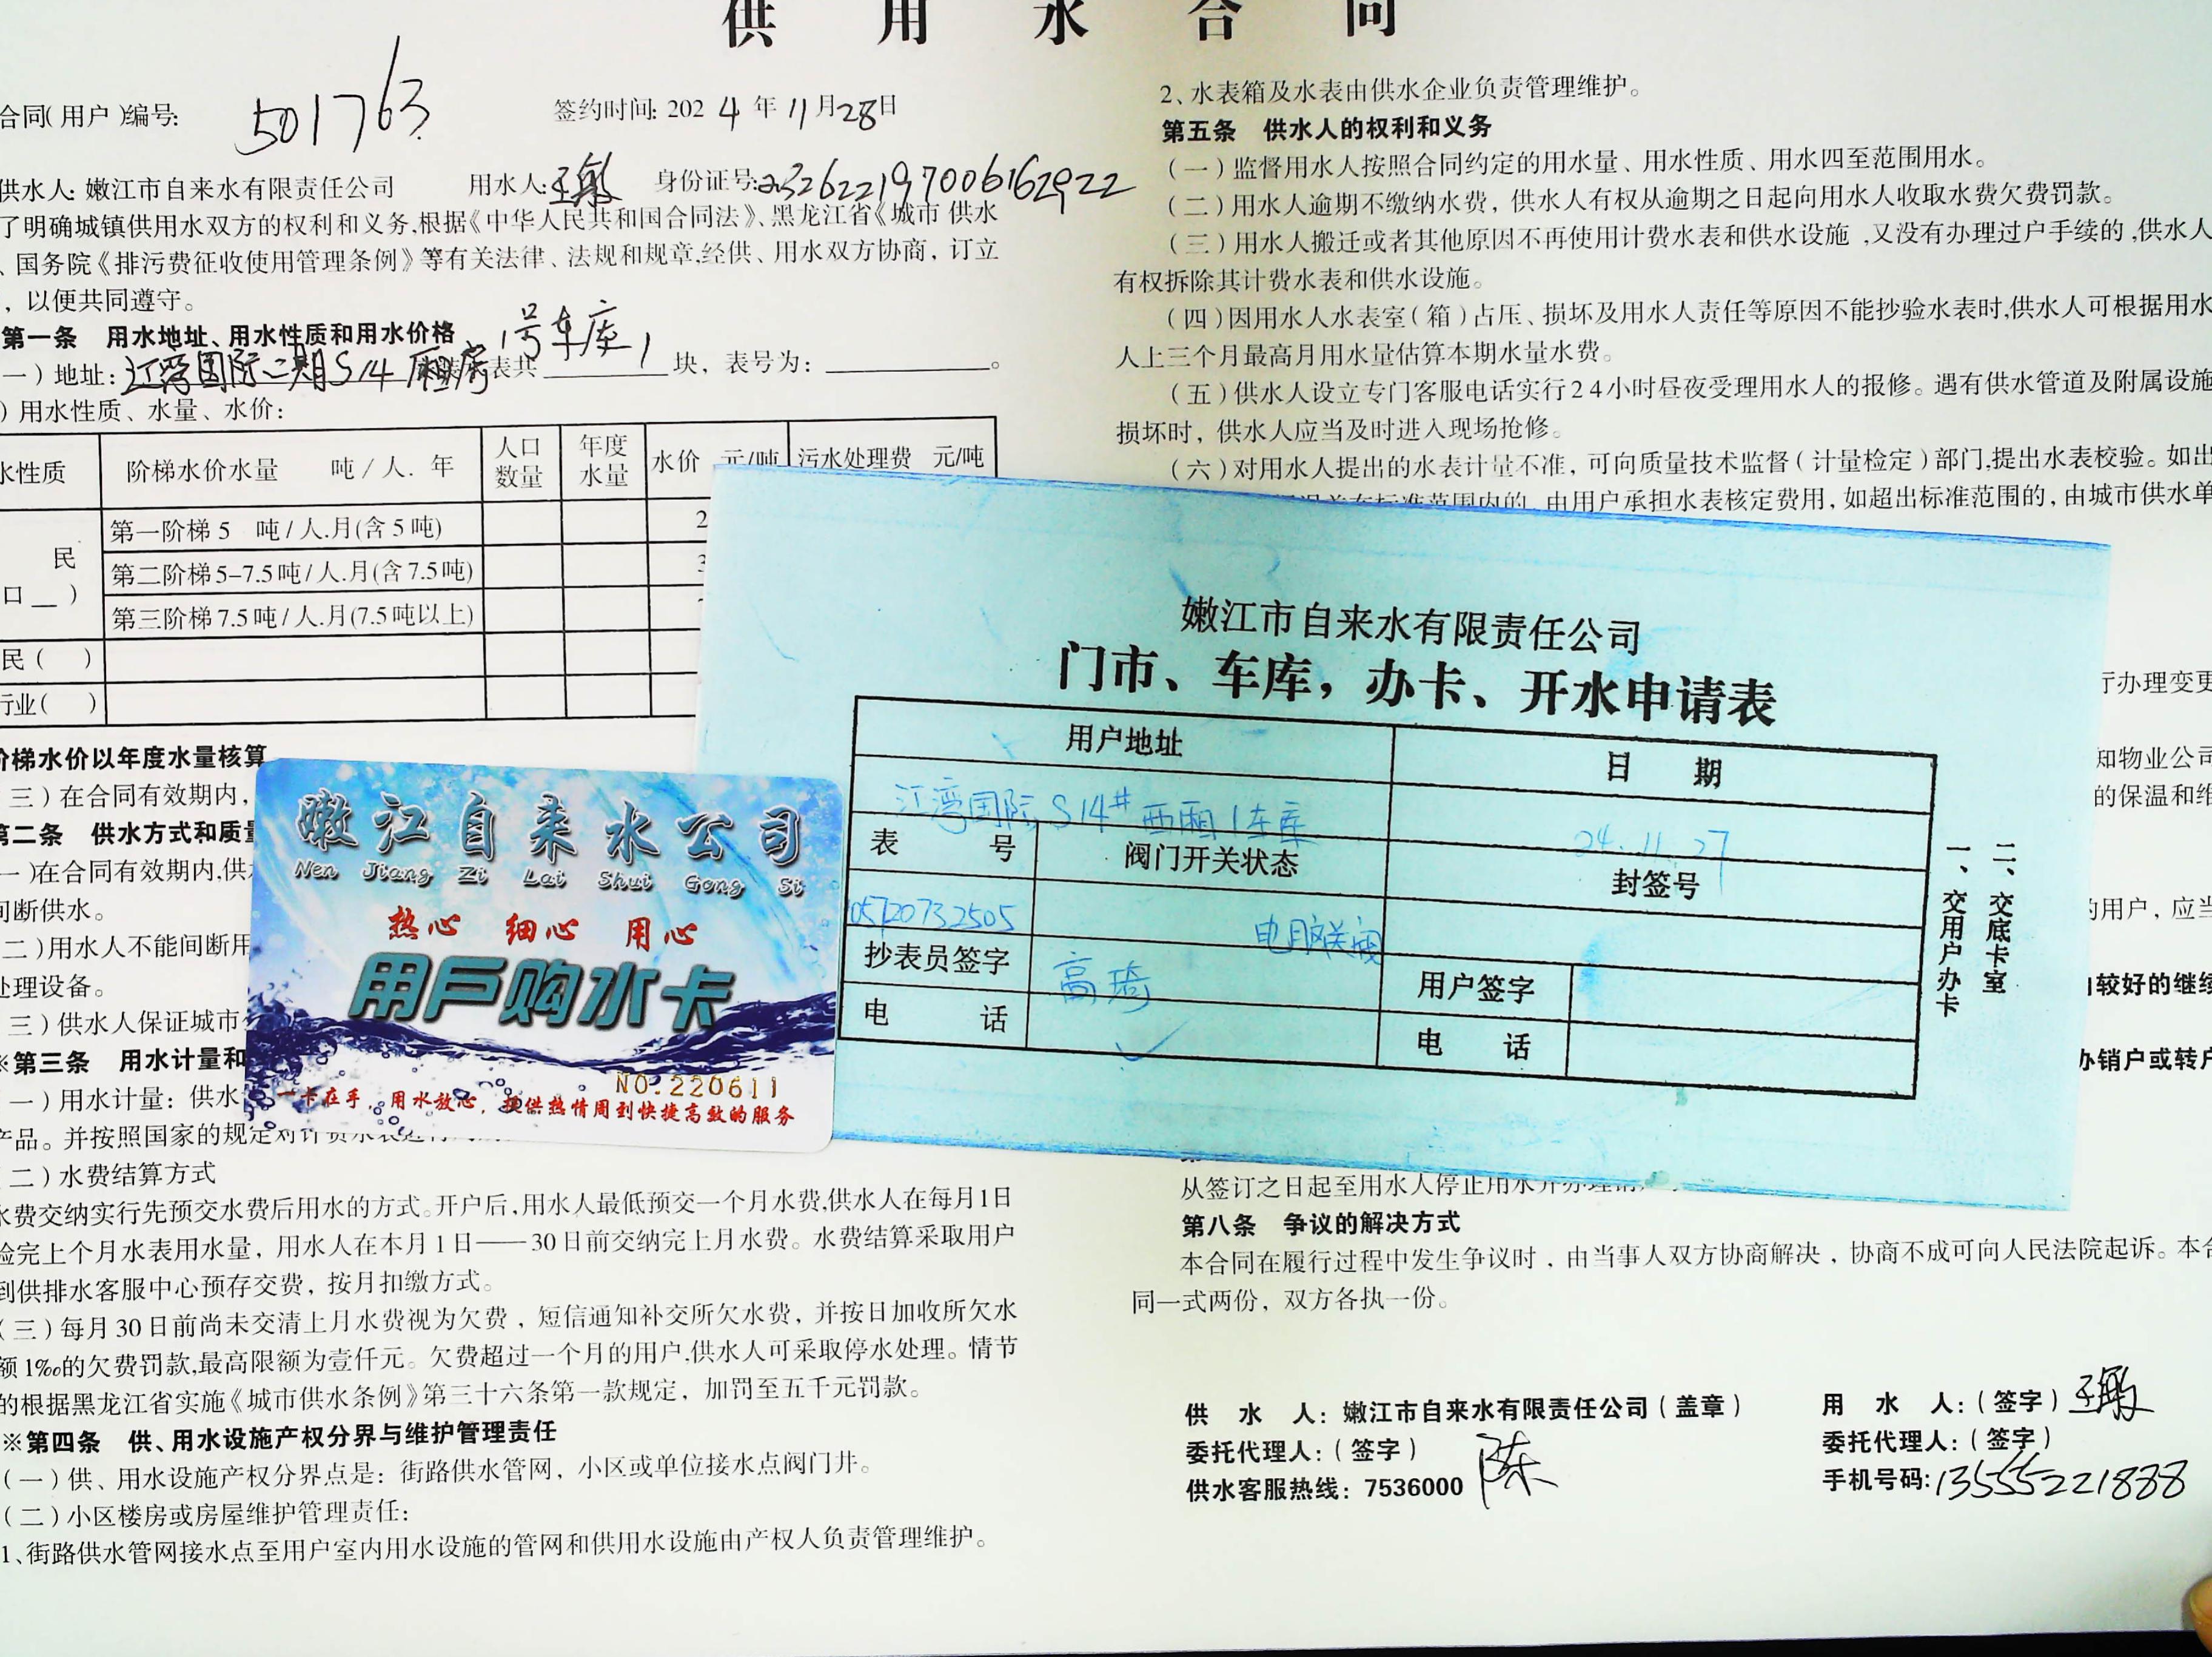 供用水合同
合同(用户)编号: 501763
签约时间: 2024年11月28日
供水人: 嫩江市自来水有限责任公司 用水人: 王 身份证号: 232622197006162922
了明确城镇供用水双方的权利和义务,根据《中华人民共和国合同法》、黑龙江省《城市供水
、国务院《排污费征收使用管理条例》等有关法律、法规和规章,经供、用水双方协商，订立
，以便共同遵守。
第一条 用水地址、用水性质和用水价格
一)地址: 江湾国际二期S14 厢房1号车库 表共 1 块，表号为: 。
)用水性质、水量、水价:
水性质 阶梯水价水量 吨/人.年 人口数量 年度水量 水价 元/吨 污水处理费 元/吨
民
口 )
第一阶梯 5 吨/人.月(含5吨) 2
第二阶梯5-7.5吨/人.月(含7.5吨) 3
第三阶梯7.5吨/人.月(7.5吨以上)
民( )
行业( )
阶梯水价以年度水量核算
三)在合同有效期内,
第二条 供水方式和质量
一)在合同有效期内,供
间断供水。
二)用水人不能间断用
处理设备。
三)供水人保证城市
※第三条 用水计量和
一)用水计量: 供水
产品。并按照国家的规定对计费水表进行
(二)水费结算方式
水费交纳实行先预交水费后用水的方式。开户后,用水人最低预交一个月水费,供水人在每月1日
验完上个月水表用水量，用水人在本月1日——30日前交纳完上月水费。水费结算采取用户
到供排水客服中心预存交费，按月扣缴方式。
(三)每月30日前尚未交清上月水费视为欠费，短信通知补交所欠水费，并按日加收所欠水
额1‰的欠费罚款,最高限额为壹仟元。欠费超过一个月的用户,供水人可采取停水处理。情节
的根据黑龙江省实施《城市供水条例》第三十六条第一款规定，加罚至五千元罚款。
※第四条 供、用水设施产权分界与维护管理责任
(一)供、用水设施产权分界点是: 街路供水管网，小区或单位接水点阀门井。
(二)小区楼房或房屋维护管理责任:
1、街路供水管网接水点至用户室内用水设施的管网和供用水设施由产权人负责管理维护。
2、水表箱及水表由供水企业负责管理维护。
第五条 供水人的权利和义务
(一)监督用水人按照合同约定的用水量、用水性质、用水四至范围用水。
(二)用水人逾期不缴纳水费，供水人有权从逾期之日起向用水人收取水费欠费罚款。
(三)用水人搬迁或者其他原因不再使用计费水表和供水设施,又没有办理过户手续的,供水人
有权拆除其计费水表和供水设施。
(四)因用水人水表室(箱)占压、损坏及用水人责任等原因不能抄验水表时,供水人可根据用水
人上三个月最高月用水量估算本期水量水费。
(五)供水人设立专门客服电话实行24小时昼夜受理用水人的报修。遇有供水管道及附属设施
损坏时，供水人应当及时进入现场抢修。
(六)对用水人提出的水表计量不准，可向质量技术监督(计量检定)部门,提出水表校验。如出
误差在标准范围内的，由用户承担水表核定费用，如超出标准范围的，由城市供水单
行办理变更
知物业公司
的保温和维
的用户，应当
较好的继续
办销户或转户
从签订之日起至用水人停止用水并办理
第八条 争议的解决方式
本合同在履行过程中发生争议时，由当事人双方协商解决，协商不成可向人民法院起诉。本合
同一式两份，双方各执一份。
供水人: 嫩江市自来水有限责任公司(盖章)
委托代理人:(签字) 陈
供水客服热线: 7536000
用水人:(签字) 王
委托代理人:(签字)
手机号码: 13555221888
嫩江市自来水有限责任公司
门市、车库，办卡、开水申请表
用户地址 日期
江湾国际S14# 西厢1车库 24.11.27
表号 阀门开关状态 封签号
05720732505 电脑关阀
抄表员签字 高琦 用户签字
电话 电话
一、交用户办卡
二、交底卡室
嫩江自来水公司
Nen Jiang Zi Lai Shui Gong Si
热心 细心 用心
用户购水卡
NO.220611
一卡在手，用水放心，提供热情周到快捷高效的服务